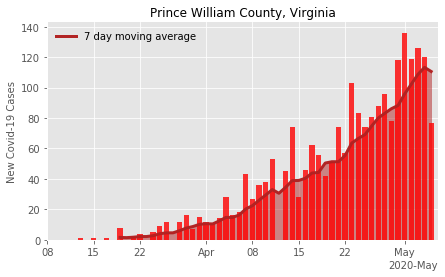 Prince William County, Virginia
7 day moving average
New Covid-19 Cases
140
120
100
80
60
40
20
0
08 15 22 Apr 08 15 22 May
2020-May